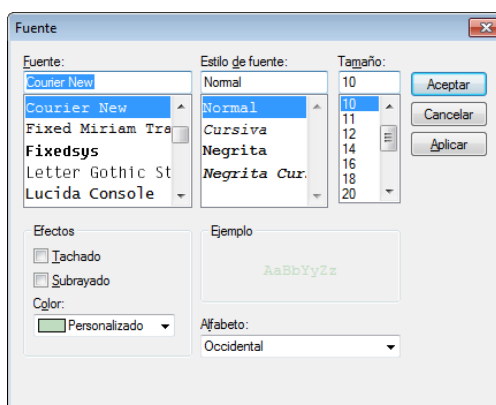 Fuente
Fuente:
Courier New
Courier New
Fixed Miriam Tra
Fixedsys
Letter Gothic St
Lucida Console
Estilo de fuente:
Normal
Normal
Cursiva
Negrita
Negrita Cur
Tamaño:
10
10
11
12
14
16
18
20
Aceptar
Cancelar
Aplicar
Efectos
Tachado
Subrayado
Color:
Personalizado
Ejemplo
AaBbYyZz
Alfabeto:
Occidental